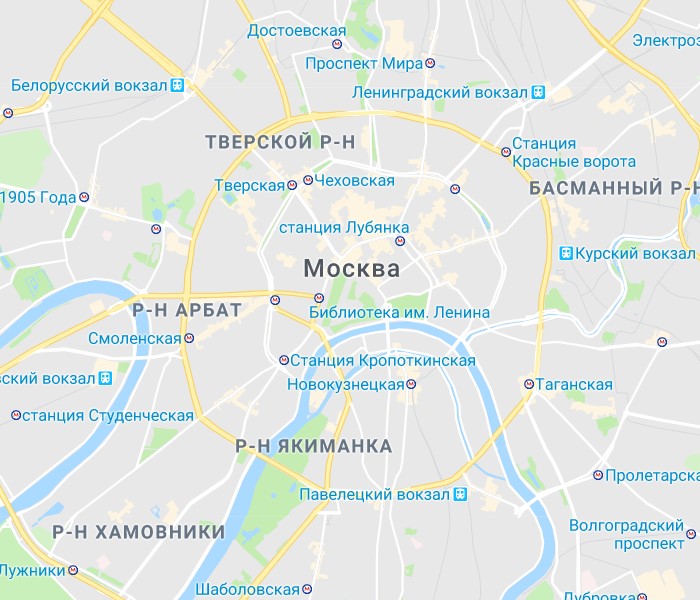 Достоевская
Электроз
Проспект Мира
Белорусский вокзал
Ленинградский вокзал
ТВЕРСКОЙ Р-Н
Станция
Красные ворота
Тверская
Чеховская
БАСМАННЫЙ Р-Н
1905 Года
станция Лубянка
Курский вокзал
Москва
Р-Н АРБАТ
Библиотека им. Ленина
Смоленская
Станция Кропоткинская
вский вокзал
Новокузнецкая
Таганская
станция Студенческая
Р-Н ЯКИМАНКА
Пролетарска
Павелецкий вокзал
Р-Н ХАМОВНИКИ
Волгоградский
проспект
Лужники
Шаболовская
Дубровка